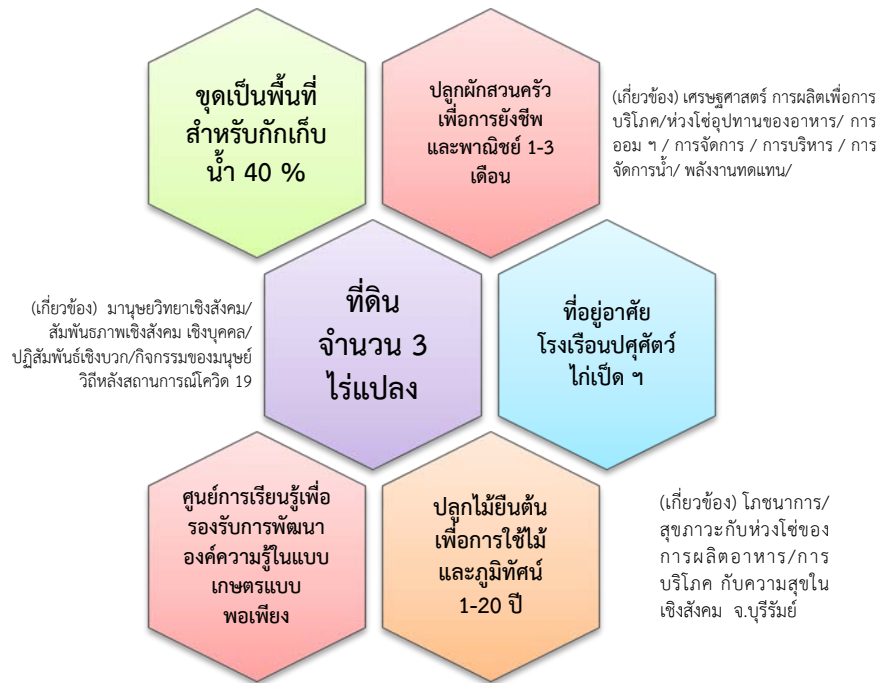 ขุดเป็นพื้นที่
สำหรับกักเก็บ
น้ำ 40 %
ปลูกผักสวนครัว
เพื่อการยังชีพ
และพาณิชย์ 1-3
เดือน
(เกี่ยวข้อง) เศรษฐศาสตร์ การผลิตเพื่อการ
บริโภค/ห่วงโซ่อุปทานของอาหาร/ การ
ออม ฯ / การจัดการ / การบริหาร / การ
จัดการน้ำ/ พลังงานทดแทน/
(เกี่ยวข้อง) มานุษยวิทยาเชิงสังคม/
สัมพันธภาพเชิงสังคม เชิงบุคคล/
ปฏิสัมพันธ์เชิงบวก/กิจกรรมของมนุษย์
วิถีหลังสถานการณ์โควิด 19
ที่ดิน
จำนวน 3
ไร่แปลง
ที่อยู่อาศัย
โรงเรือนปศุศัตว์
ไก่เป็ด ฯ
ศูนย์การเรียนรู้เพื่อ
รองรับการพัฒนา
องค์ความรู้ในแบบ
เกษตรแบบ
พอเพียง
ปลูกไม้ยืนต้น
เพื่อการใช้ไม้
และภูมิทัศน์
1-20 ปี
(เกี่ยวข้อง) โภชนาการ/
สุขภาวะกับห่วงโซ่ของ
การผลิตอาหาร/การ
บริโภค กับความสุขใน
เชิงสังคม จ.บุรีรัมย์